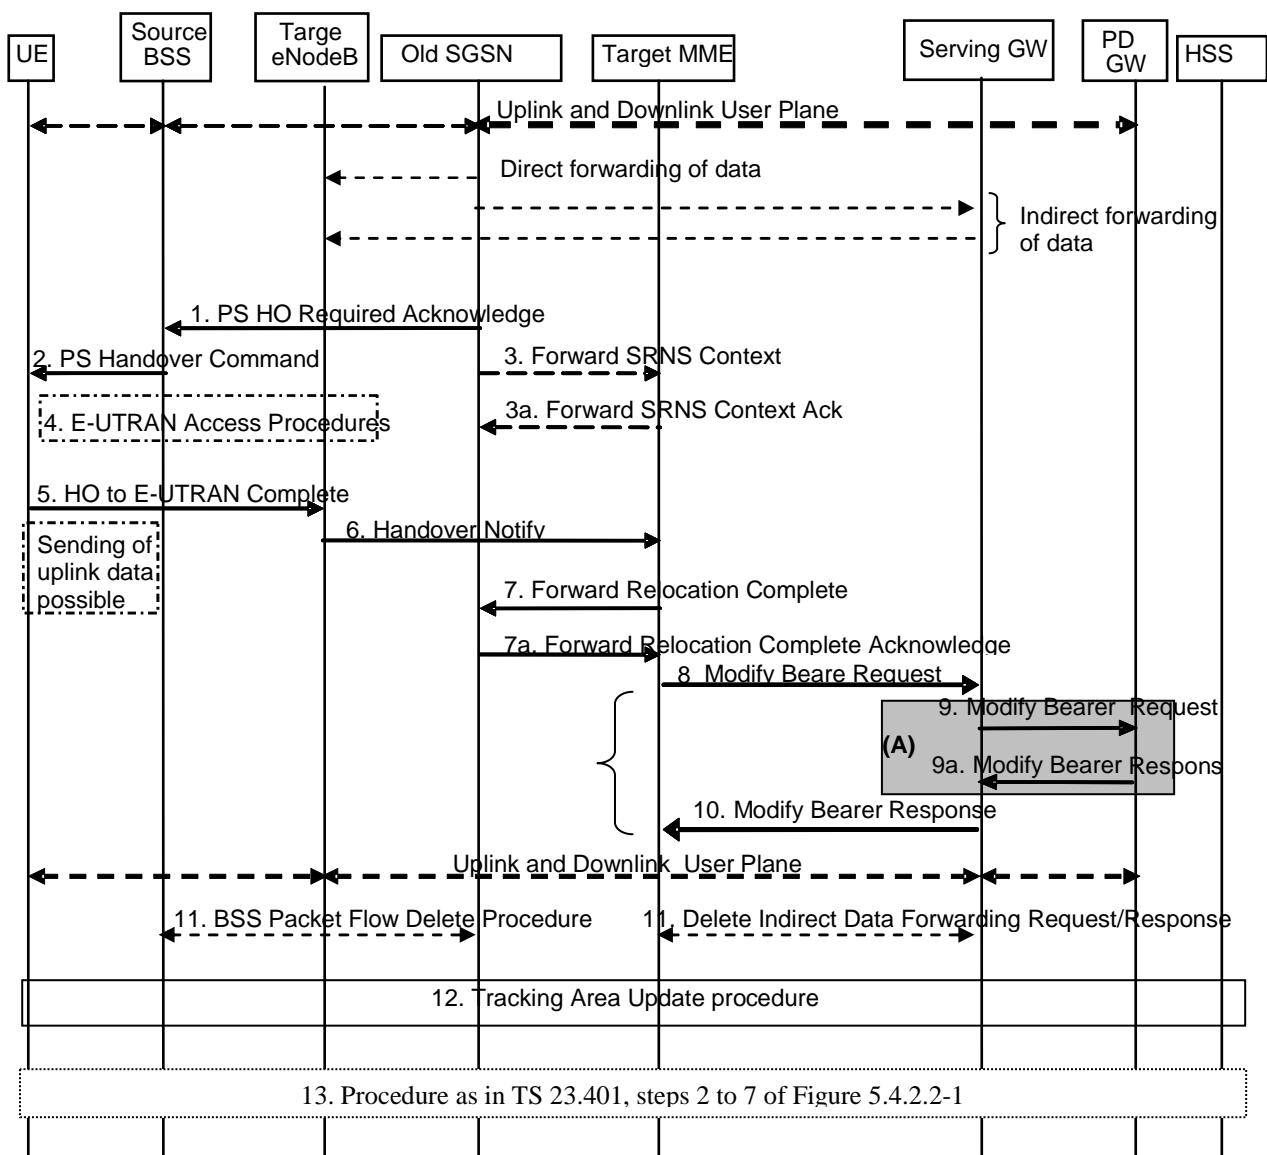 UE
Source
BSS
Targe
eNodeB
Old SGSN
Target MME
Serving GW
PD
GW
HSS
Uplink and Downlink User Plane
Direct forwarding of data
Indirect forwarding
of data
1. PS HO Required Acknowledge
2. PS Handover Command
3. Forward SRNS Context
4. E-UTRAN Access Procedures
3a. Forward SRNS Context Ack
5. HO to E-UTRAN Complete
6. Handover Notify
Sending of
uplink data
possible
7. Forward Relocation Complete
7a. Forward Relocation Complete Acknowledge
8 Modify Beare Request
9. Modify Bearer Request
(A)
9a. Modify Bearer Respons
10. Modify Bearer Response
Uplink and Downlink User Plane
11. BSS Packet Flow Delete Procedure
11. Delete Indirect Data Forwarding Request/Response
12. Tracking Area Update procedure
13. Procedure as in TS 23.401, steps 2 to 7 of Figure 5.4.2.2-1